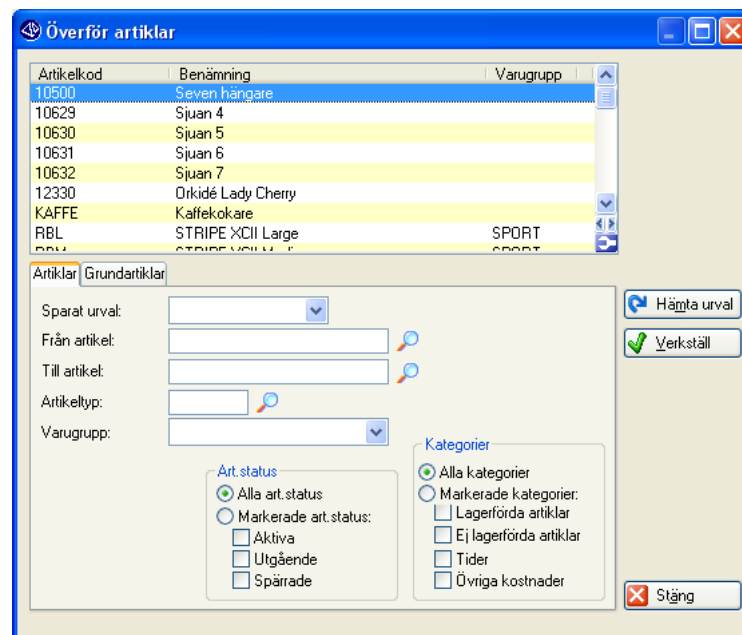 Överför artiklar
Artikelkod Benämning Varugrupp
10500 Seven hängare
10629 Sjuan 4
10630 Sjuan 5
10631 Sjuan 6
10632 Sjuan 7
12330 Orkidé Lady Cherry
KAFFE Kaffekokare
RBL STRIPE XCII Large SPORT
Artiklar Grundartiklar
Sparat urval:
Från artikel:
Till artikel:
Artikeltyp:
Varugrupp:
Hämta urval
Verkställ
Art.status
Alla art.status
Markerade art.status:
Aktiva
Utgående
Spärrade
Kategorier
Alla kategorier
Markerade kategorier:
Lagerförda artiklar
Ej lagerförda artiklar
Tider
Övriga kostnader
Stäng